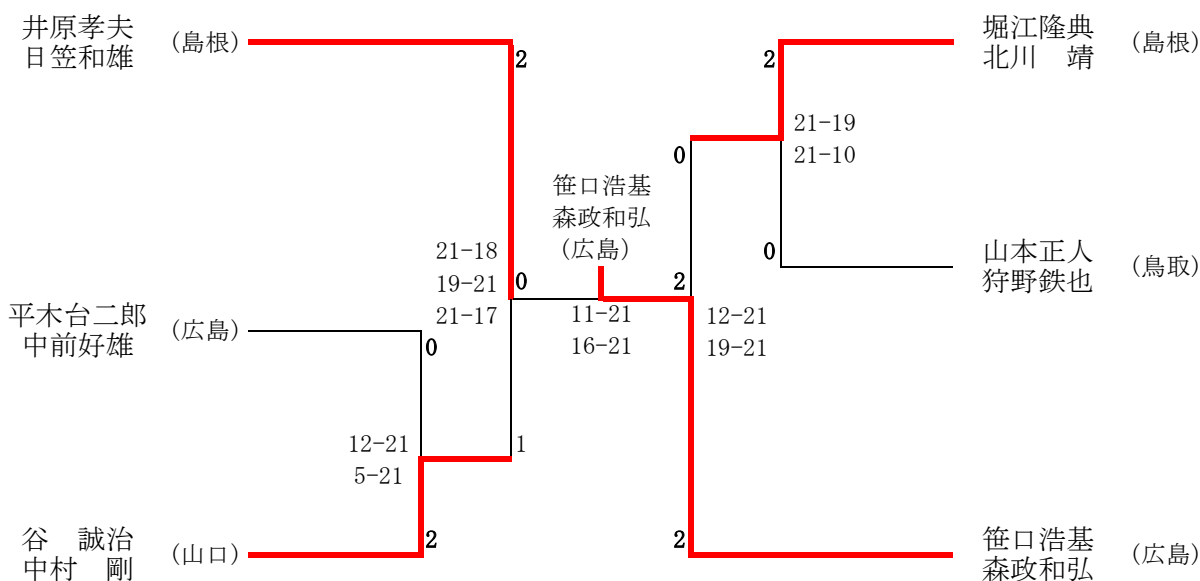 井原孝夫
日笠和雄
(島根)
2
21-18
19-21
21-17
0
平木台二郎
中前好雄
(広島)
0
12-21
5-21
1
谷　誠治
中村　剛
(山口)
2
笹口浩基
森政和弘
(広島)
11-21
16-21
堀江隆典
北川　靖
(島根)
2
21-19
21-10
0
0
山本正人
狩野鉄也
(鳥取)
2
12-21
19-21
2
笹口浩基
森政和弘
(広島)